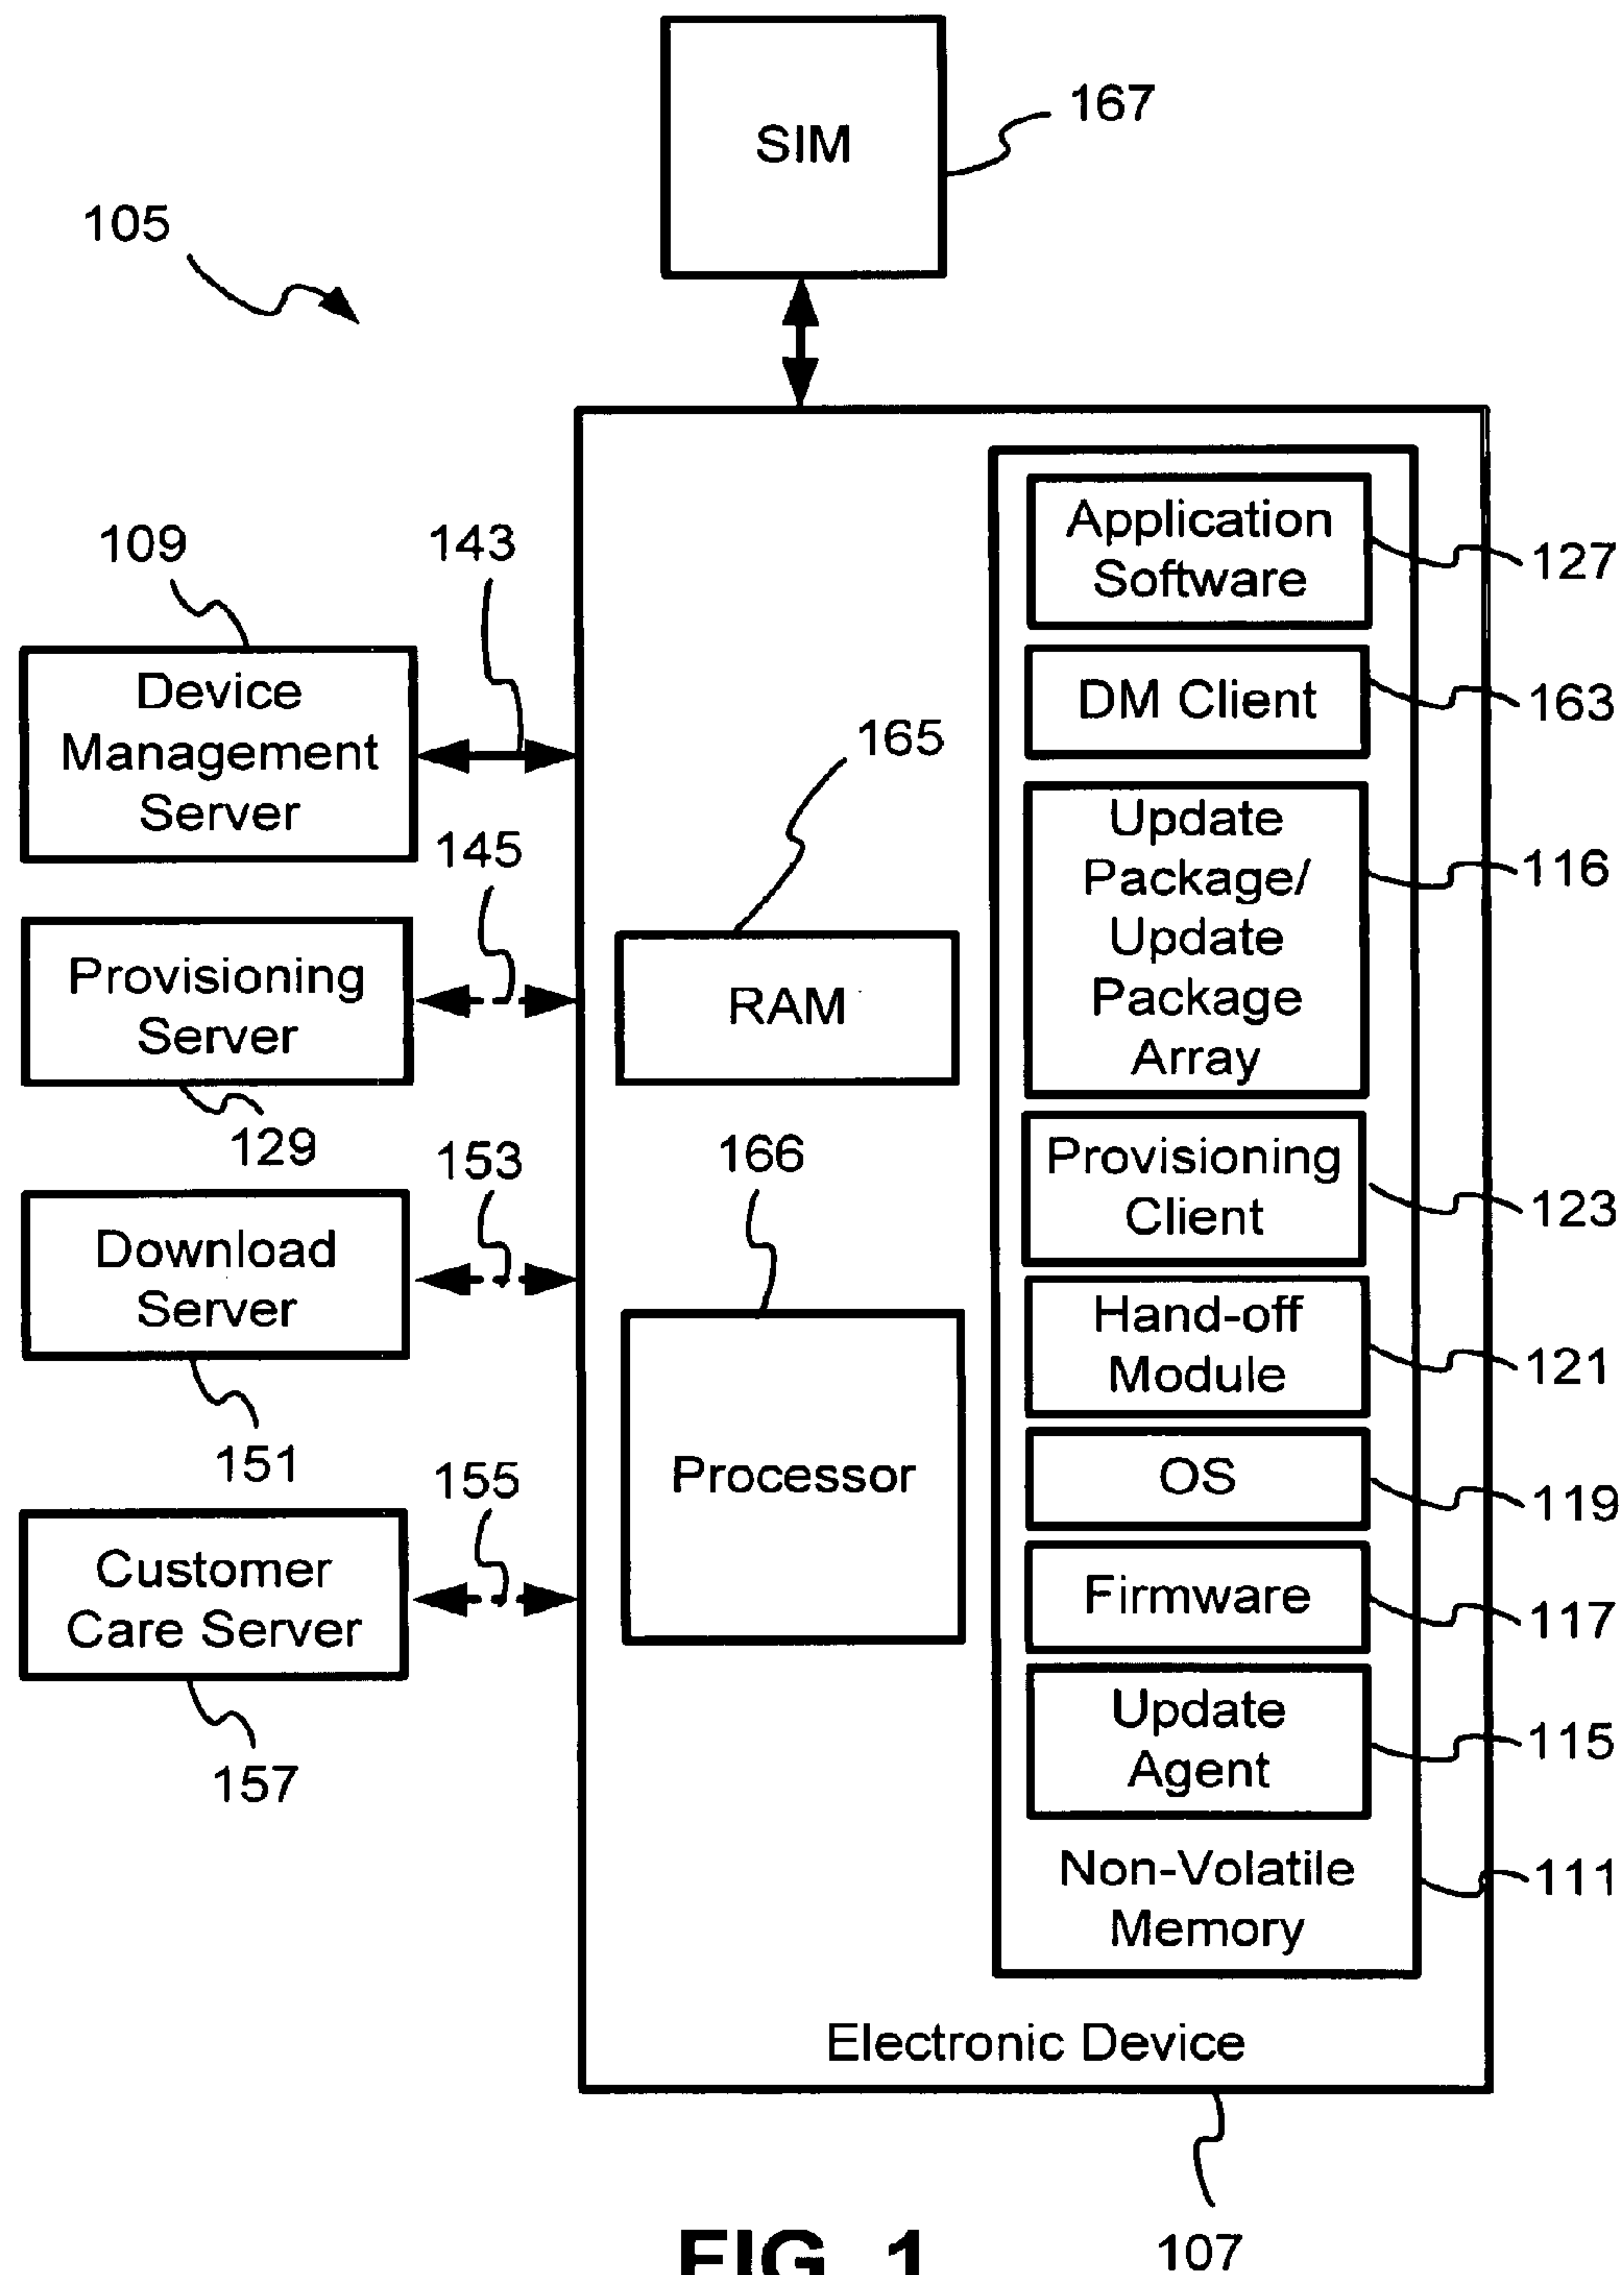 SIM
167
105
Application
Software
127
109
143
Device
Management
Server
DM Client
163
165
145
Update
Package/
Update
Package
Array
116
Provisioning
Server
RAM
129
153
166
Provisioning
Client
123
Download
Server
Hand-off
Module
121
151
155
Processor
OS
119
Customer
Care Server
Firmware
117
157
Update
Agent
115
Non-Volatile
Memory
111
Electronic Device
107
FIG. 1